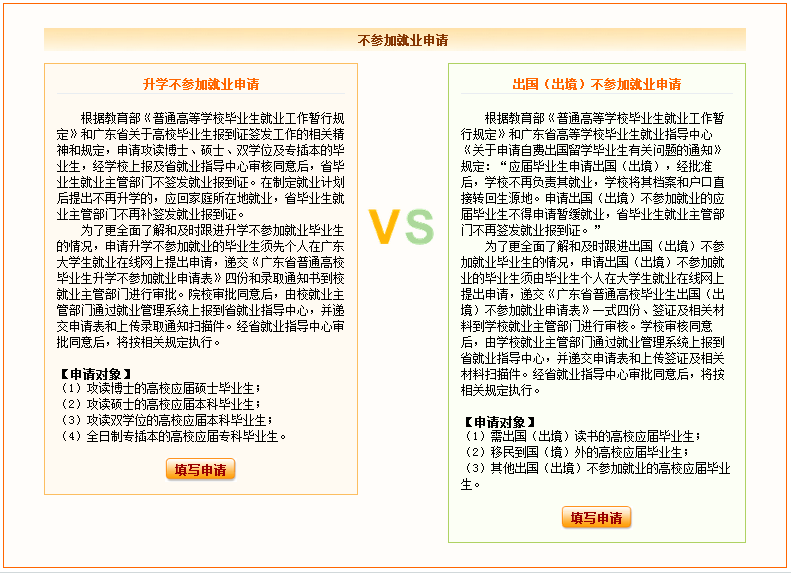 不参加就业申请
升学不参加就业申请
根据教育部《普通高等学校毕业生就业工作暂行规
定》和广东省关于高校毕业生报到证签发工作的相关精
神和规定，申请攻读博士、硕士、双学位及专插本的毕
业生，经学校上报及省就业指导中心审核同意后，省毕
业生就业主管部门不签发就业报到证。在制定就业计划
后提出不再升学的，应回家庭所在地就业，省毕业生就
业主管部门不再补签发就业报到证。
为了更全面了解和及时跟进升学不参加就业毕业生
的情况，申请升学不参加就业的毕业生须先个人在广东
大学生就业在线网上提出申请，递交《广东省普通高校
毕业生升学不参加就业申请表》四份和录取通知书到校
就业主管部门进行审批。院校审批同意后，由校就业主
管部门通过就业管理系统上报到省就业指导中心，并递
交申请表和上传录取通知扫描件。经省就业指导中心审
批同意后，将按相关规定执行。
【申请对象】
（1）攻读博士的高校应届硕士毕业生；
（2）攻读硕士的高校应届本科毕业生；
（3）攻读双学位的高校应届本科毕业生；
（4）全日制专插本的高校应届专科毕业生。
填写申请
VS
出国（出境）不参加就业申请
根据教育部《普通高等学校毕业生就业工作暂
行规定》和广东省高等学校毕业生就业指导中心
《关于申请自费出国留学毕业生有关问题的通知》
规定：“应届毕业生申请出国（出境），经批准
后，学校不再负责其就业，学校将其档案和户口直
接转回生源地。申请出国（出境）不参加就业的应
届毕业生不得申请暂缓就业，省毕业生就业主管部
门不再签发就业报到证。”
为了更全面了解和及时跟进出国（出境）不参
加就业毕业生的情况，申请出国（出境）不参加就
业的毕业生须由毕业生个人在大学生就业在线网上
提出申请，递交《广东省普通高校毕业生出国（出
境）不参加就业申请表》一式四份、签证及相关材
料到学校就业主管部门进行审核。学校审核同意
后，由学校就业主管部门通过就业管理系统上报到
省就业指导中心，并递交申请表和上传签证及相关
材料扫描件。经省就业指导中心审批同意后，将按
相关规定执行。
【申请对象】
（1）需出国（出境）读书的高校应届毕业生；
（2）移民到国（境）外的高校应届毕业生；
（3）其他出国（出境）不参加就业的高校应届毕业
生。
填写申请